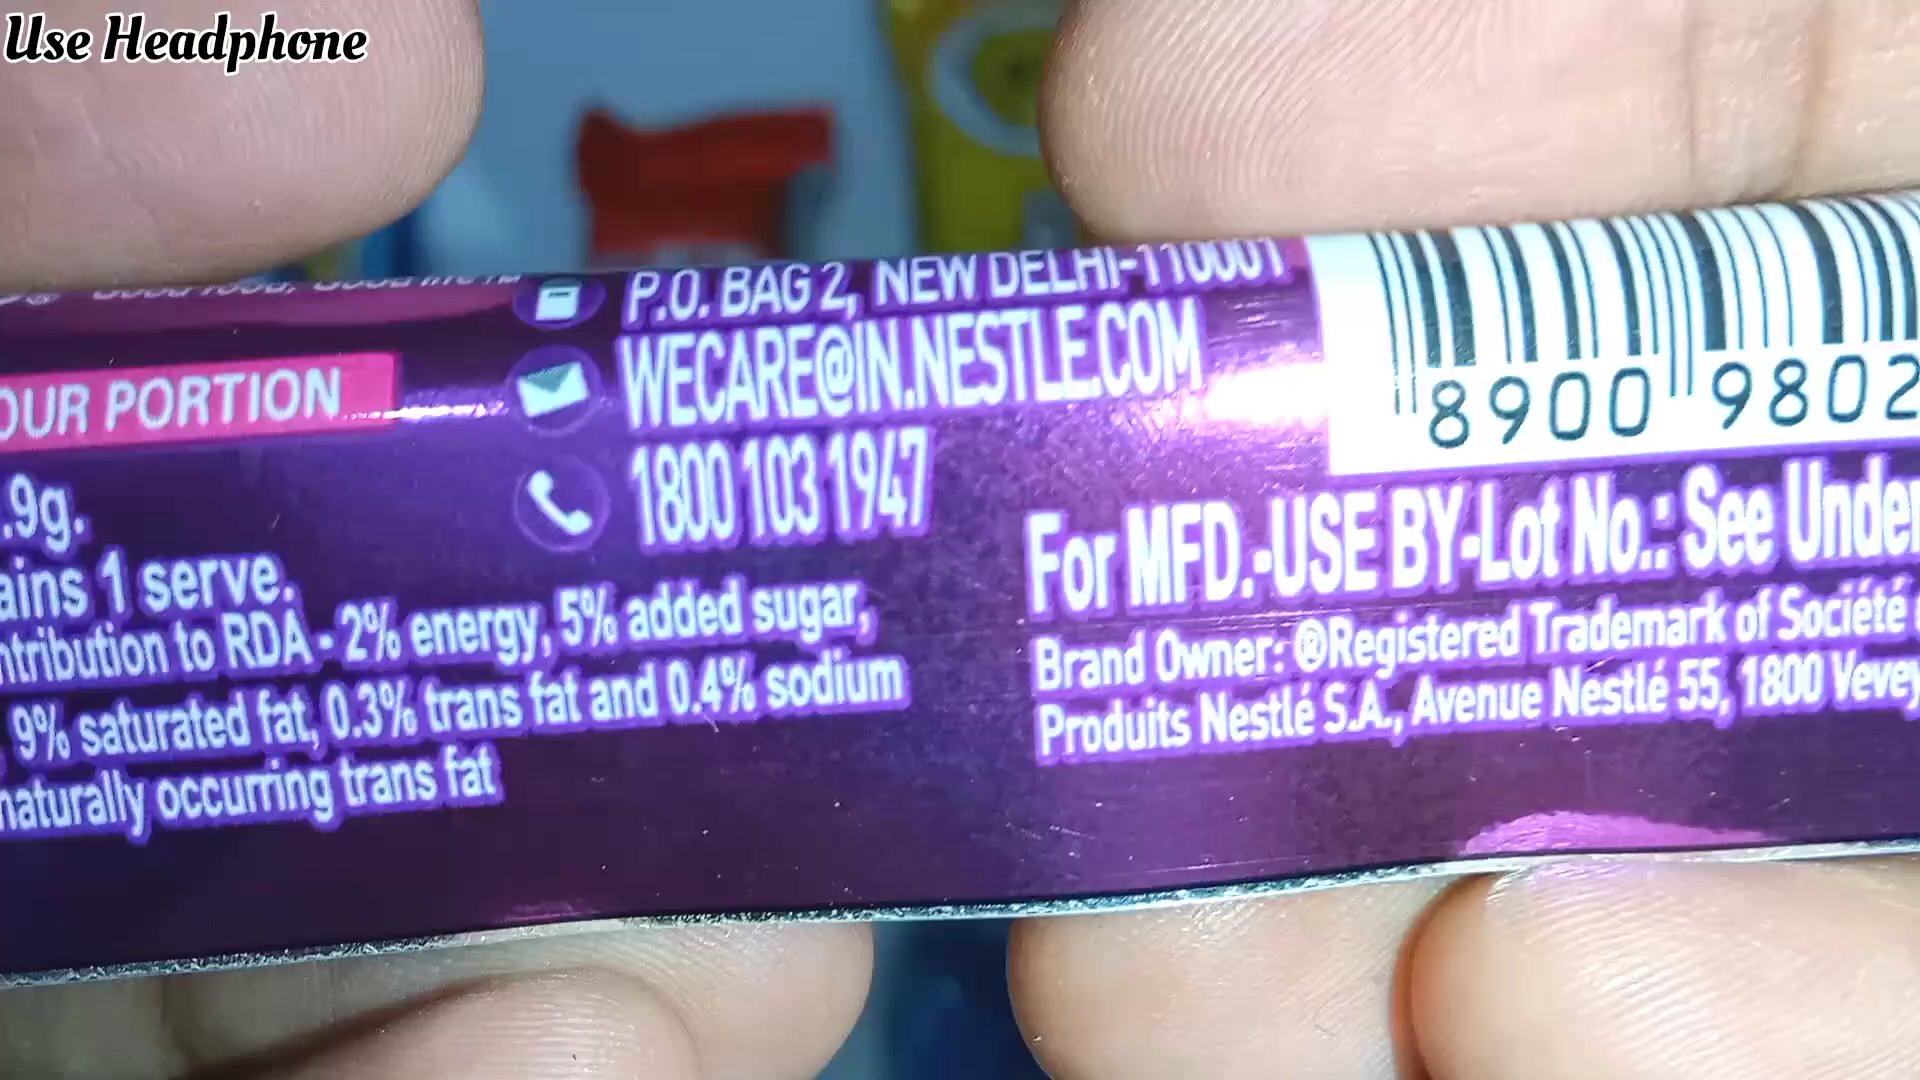 Use Headphone
P.O. BAG 2, NEW DELHI-110001
WECARE@IN.NESTLE.COM
1800 103 1947
OUR PORTION
.9g.
ains 1 serve.
ntribution to RDA - 2% energy, 5% added sugar,
9% saturated fat, 0.3% trans fat and 0.4% sodium
naturally occurring trans fat
8900 9802
For MFD.-USE BY-Lot No.: See Under
Brand Owner: ®Registered Trademark of Société
Produits Nestlé S.A., Avenue Nestlé 55, 1800 Vevey